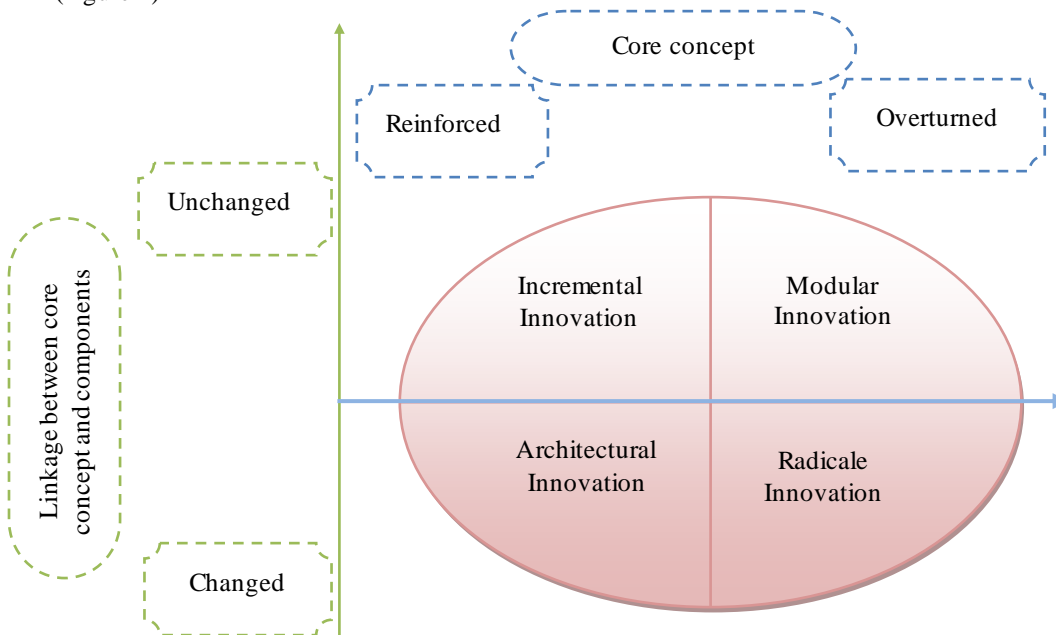 Core concept
Reinforced
Overturned
Unchanged
Linkage between core
concept and components
Incremental
Innovation
Modular
Innovation
Architectural
Innovation
Radicale
Innovation
Changed